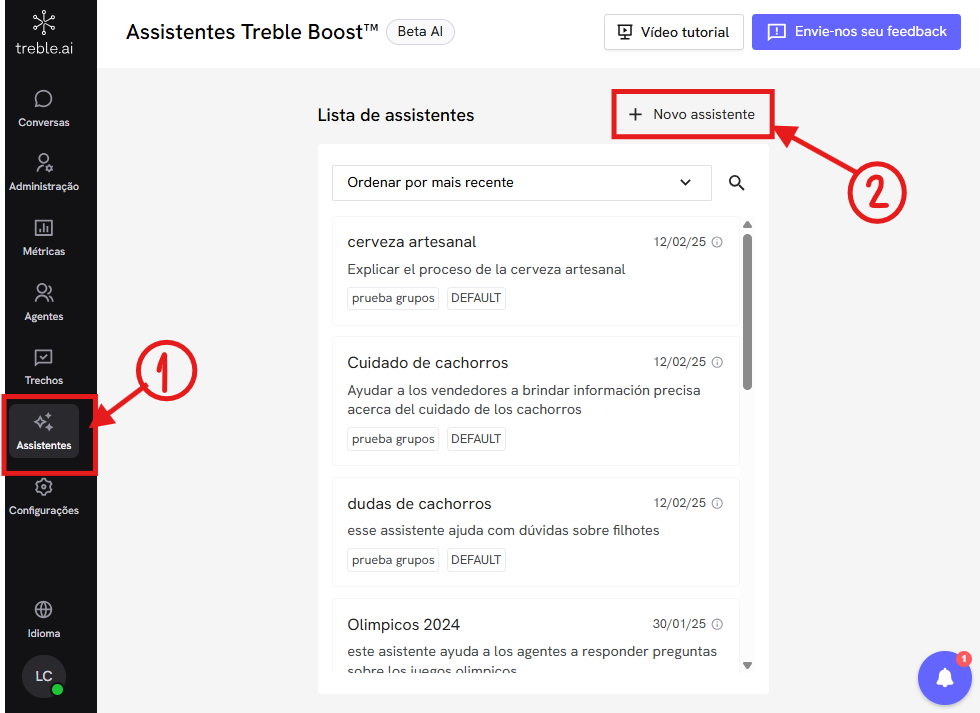 treble.ai
Assistentes Treble Boost™
Beta AI
Vídeo tutorial
Envie-nos seu feedback
Conversas
Administração
Métricas
Agentes
Trechos
Assistentes
Configurações
Idioma
LC
1
Lista de assistentes
Novo assistente
2
Ordenar por mais recente
cerveza artesanal
12/02/25
Explicar el proceso de la cerveza artesanal
prueba grupos
DEFAULT
Cuidado de cachorros
12/02/25
Ayudar a los vendedores a brindar información precisa
acerca del cuidado de los cachorros
prueba grupos
DEFAULT
dudas de cachorros
12/02/25
esse assistente ajuda com dúvidas sobre filhotes
prueba grupos
DEFAULT
Olimpicos 2024
30/01/25
este asistente ayuda a los agentes a responder preguntas
sobre los juegos olimpicos
1